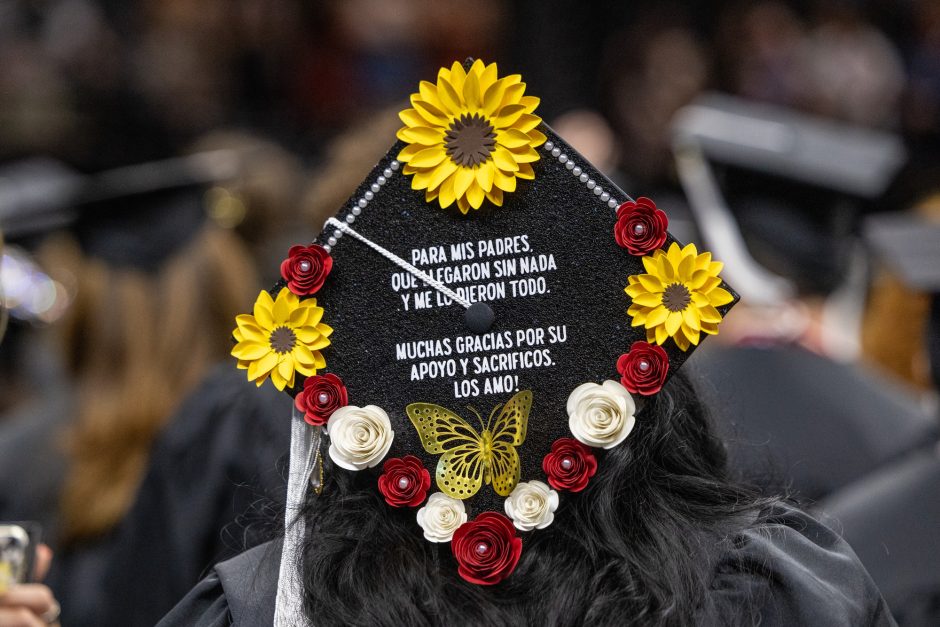 PARA MIS PADRES,
QUE LLEGARON SIN NADA
Y ME LO DIERON TODO.
MUCHAS GRACIAS POR SU
APOYO Y SACRIFICOS.
LOS AMO!